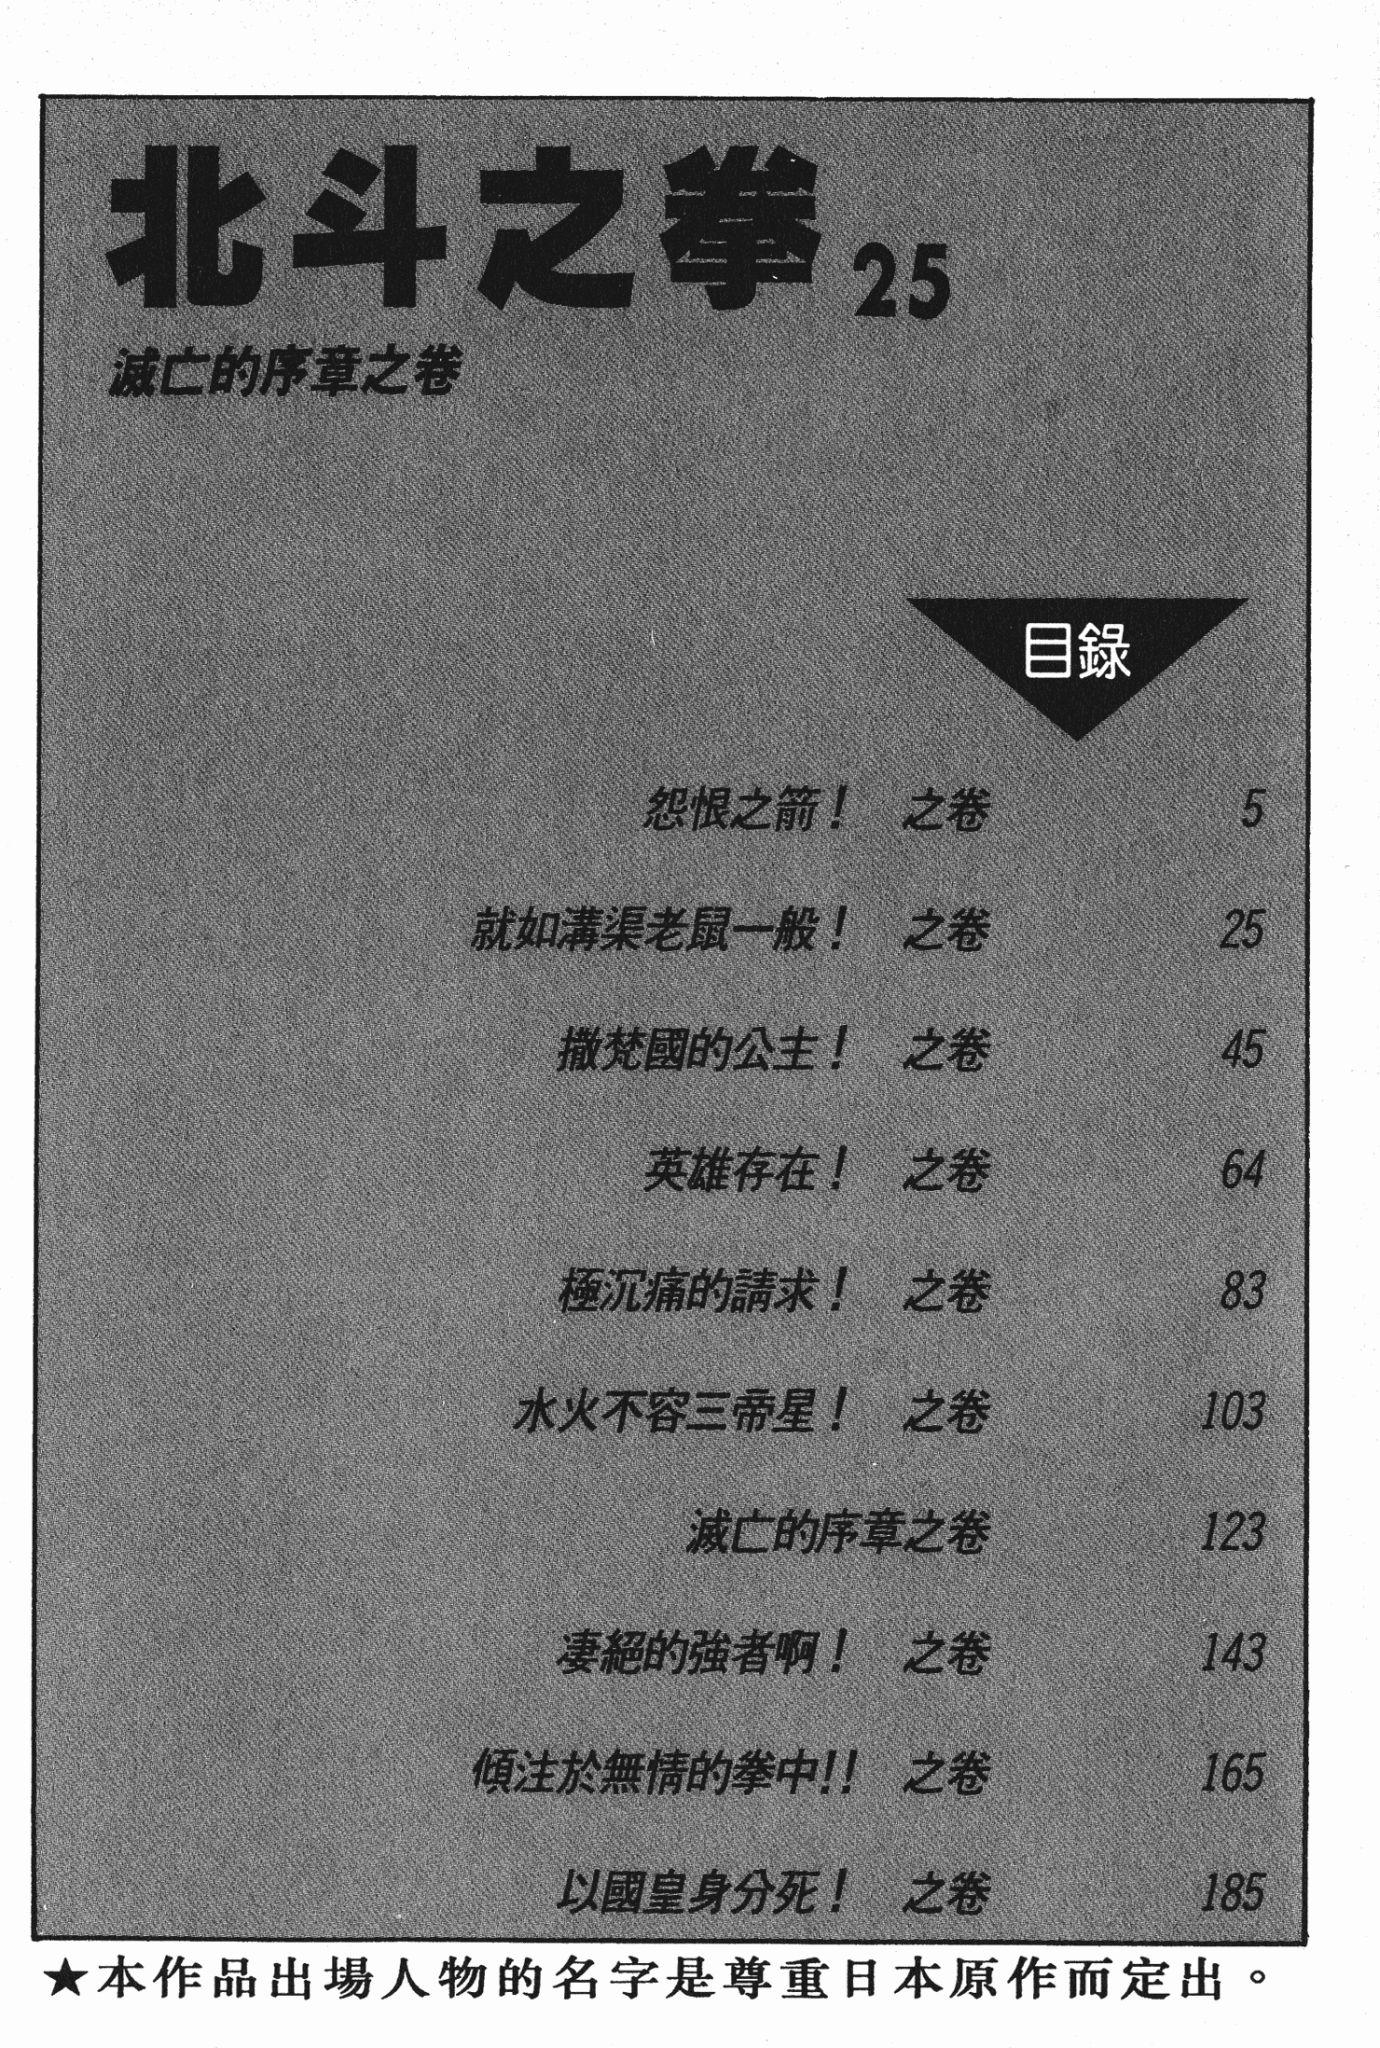 北斗之拳 25
滅亡的序章之卷
目錄
怨恨之箭！ 之卷 5
就如溝渠老鼠一般！ 之卷 25
撒梵國的公主！ 之卷 45
英雄存在！ 之卷 64
極沉痛的請求！ 之卷 83
水火不容三帝星！ 之卷 103
滅亡的序章之卷 123
凄絕的強者啊！ 之卷 143
傾注於無情的拳中!! 之卷 165
以國皇身分死！ 之卷 185
★本作品出場人物的名字是尊重日本原作而定出。